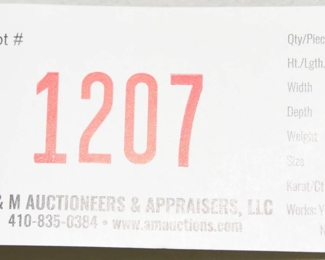 ot #
1207
& M AUCTIONEERS & APPRAISERS, LLC
410-835-0384 • www.amauctions.com
Qty/Piec
Ht./Lgth.
Width
Depth
Weight
Size
Karat/Ct
Works: Y
N